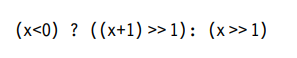 (x<0) ? ((x+1)>>1): (x>>1)